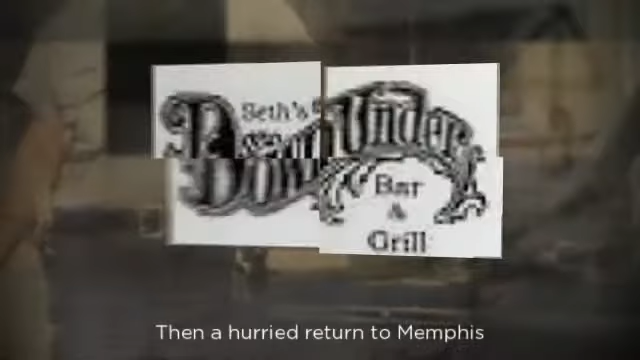 Seth's
Down Under
Bar
&
Grill
Then a hurried return to Memphis